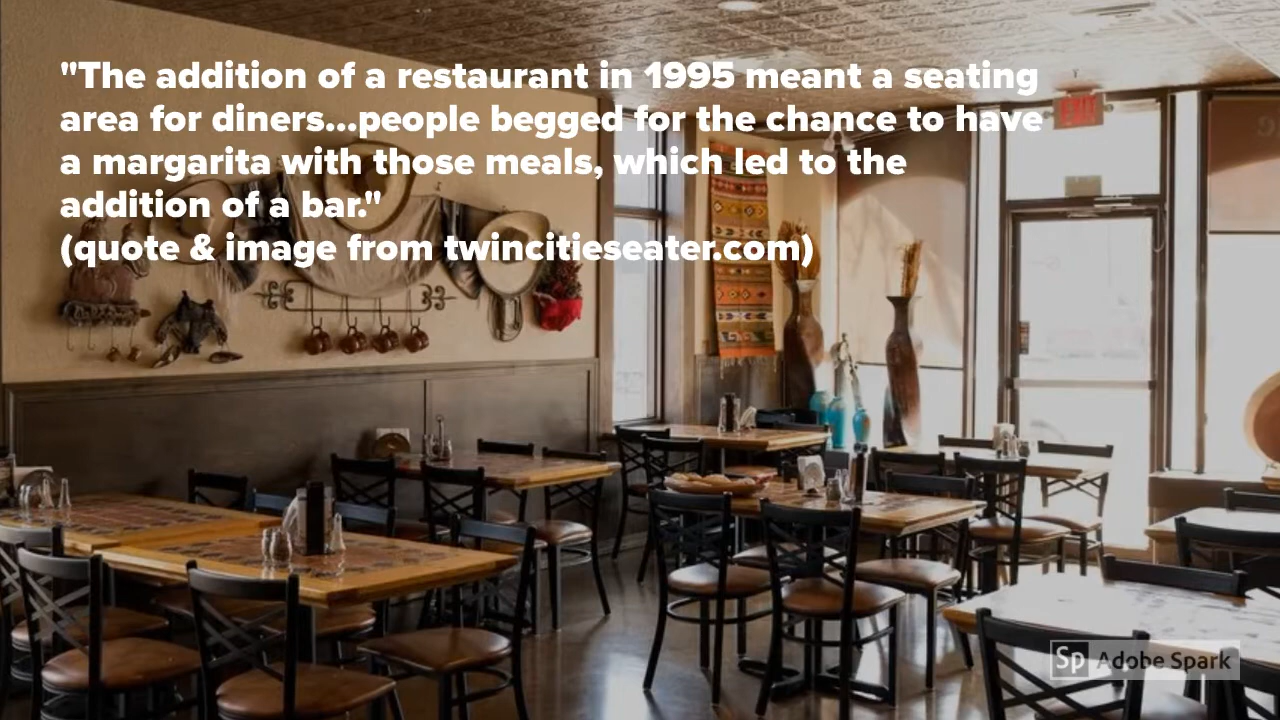 "The addition of a restaurant in 1995 meant a seating
area for diners...people begged for the chance to have
a margarita with those meals, which led to the
addition of a bar."
(quote & image from twincitieseater.com)
EXIT
Sp Adobe Spark